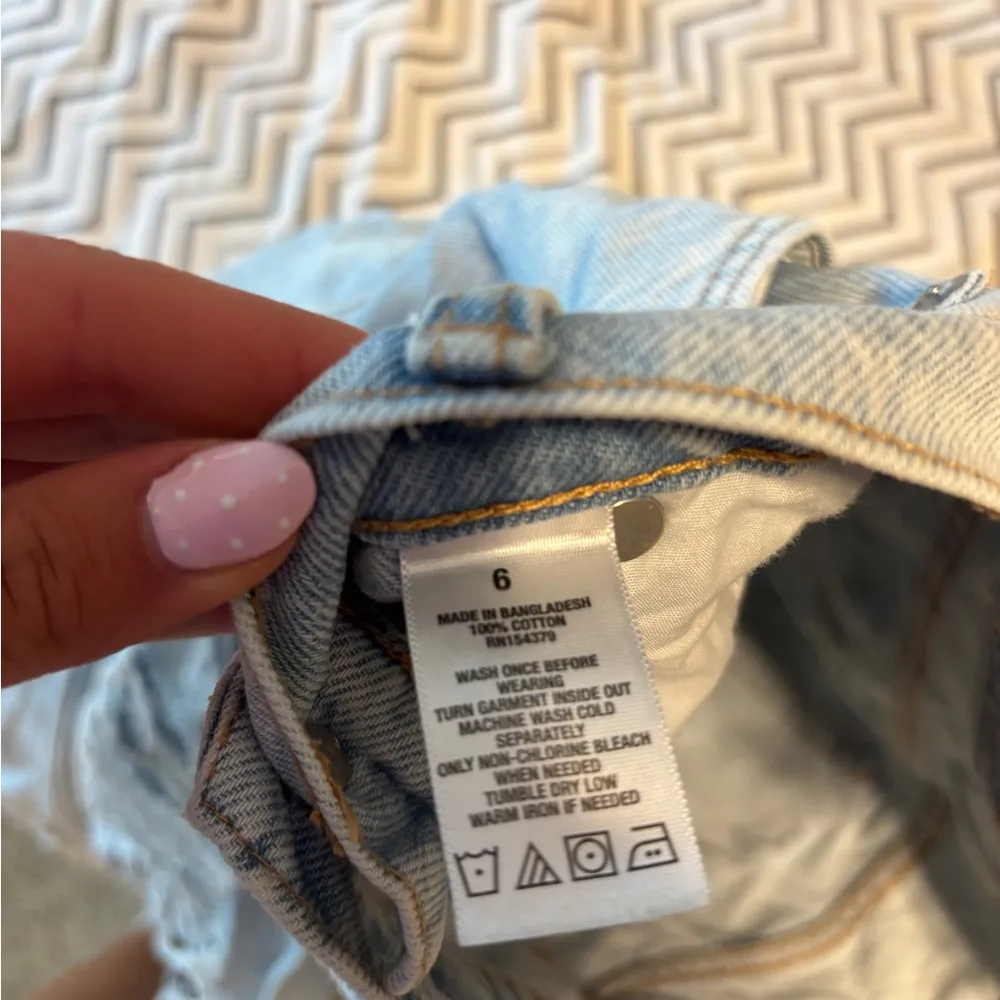 6
MADE IN BANGLADESH
100% COTTON
RN154379
WASH ONCE BEFORE
WEARING
TURN GARMENT INSIDE OUT
MACHINE WASH COLD
SEPARATELY
ONLY NON-CHLORINE BLEACH
WHEN NEEDED
TUMBLE DRY LOW
WARM IRON IF NEEDED